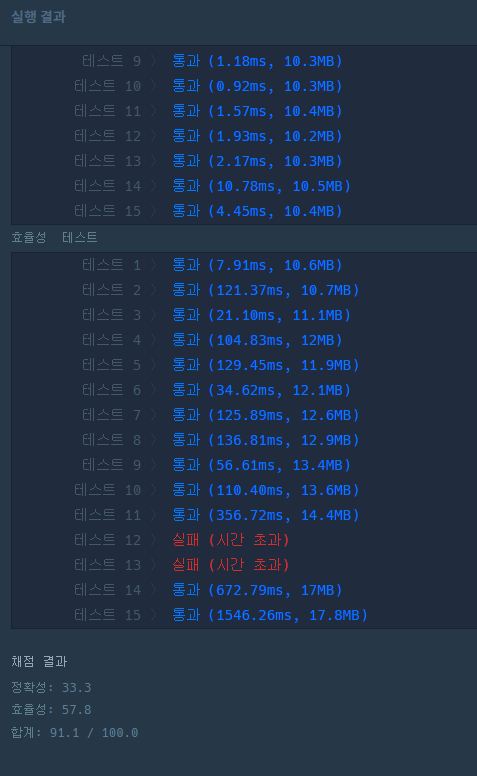 실행 결과
테스트 9 〉 통과 (1.18ms, 10.3MB)
테스트 10 〉 통과 (0.92ms, 10.3MB)
테스트 11 〉 통과 (1.57ms, 10.4MB)
테스트 12 〉 통과 (1.93ms, 10.2MB)
테스트 13 〉 통과 (2.17ms, 10.3MB)
테스트 14 〉 통과 (10.78ms, 10.5MB)
테스트 15 〉 통과 (4.45ms, 10.4MB)
효율성 테스트
테스트 1 〉 통과 (7.91ms, 10.6MB)
테스트 2 〉 통과 (121.37ms, 10.7MB)
테스트 3 〉 통과 (21.10ms, 11.1MB)
테스트 4 〉 통과 (104.83ms, 12MB)
테스트 5 〉 통과 (129.45ms, 11.9MB)
테스트 6 〉 통과 (34.62ms, 12.1MB)
테스트 7 〉 통과 (125.89ms, 12.6MB)
테스트 8 〉 통과 (136.81ms, 12.9MB)
테스트 9 〉 통과 (56.61ms, 13.4MB)
테스트 10 〉 통과 (110.40ms, 13.6MB)
테스트 11 〉 통과 (356.72ms, 14.4MB)
테스트 12 〉 실패 (시간 초과)
테스트 13 〉 실패 (시간 초과)
테스트 14 〉 통과 (672.79ms, 17MB)
테스트 15 〉 통과 (1546.26ms, 17.8MB)
채점 결과
정확성: 33.3
효율성: 57.8
합계: 91.1 / 100.0